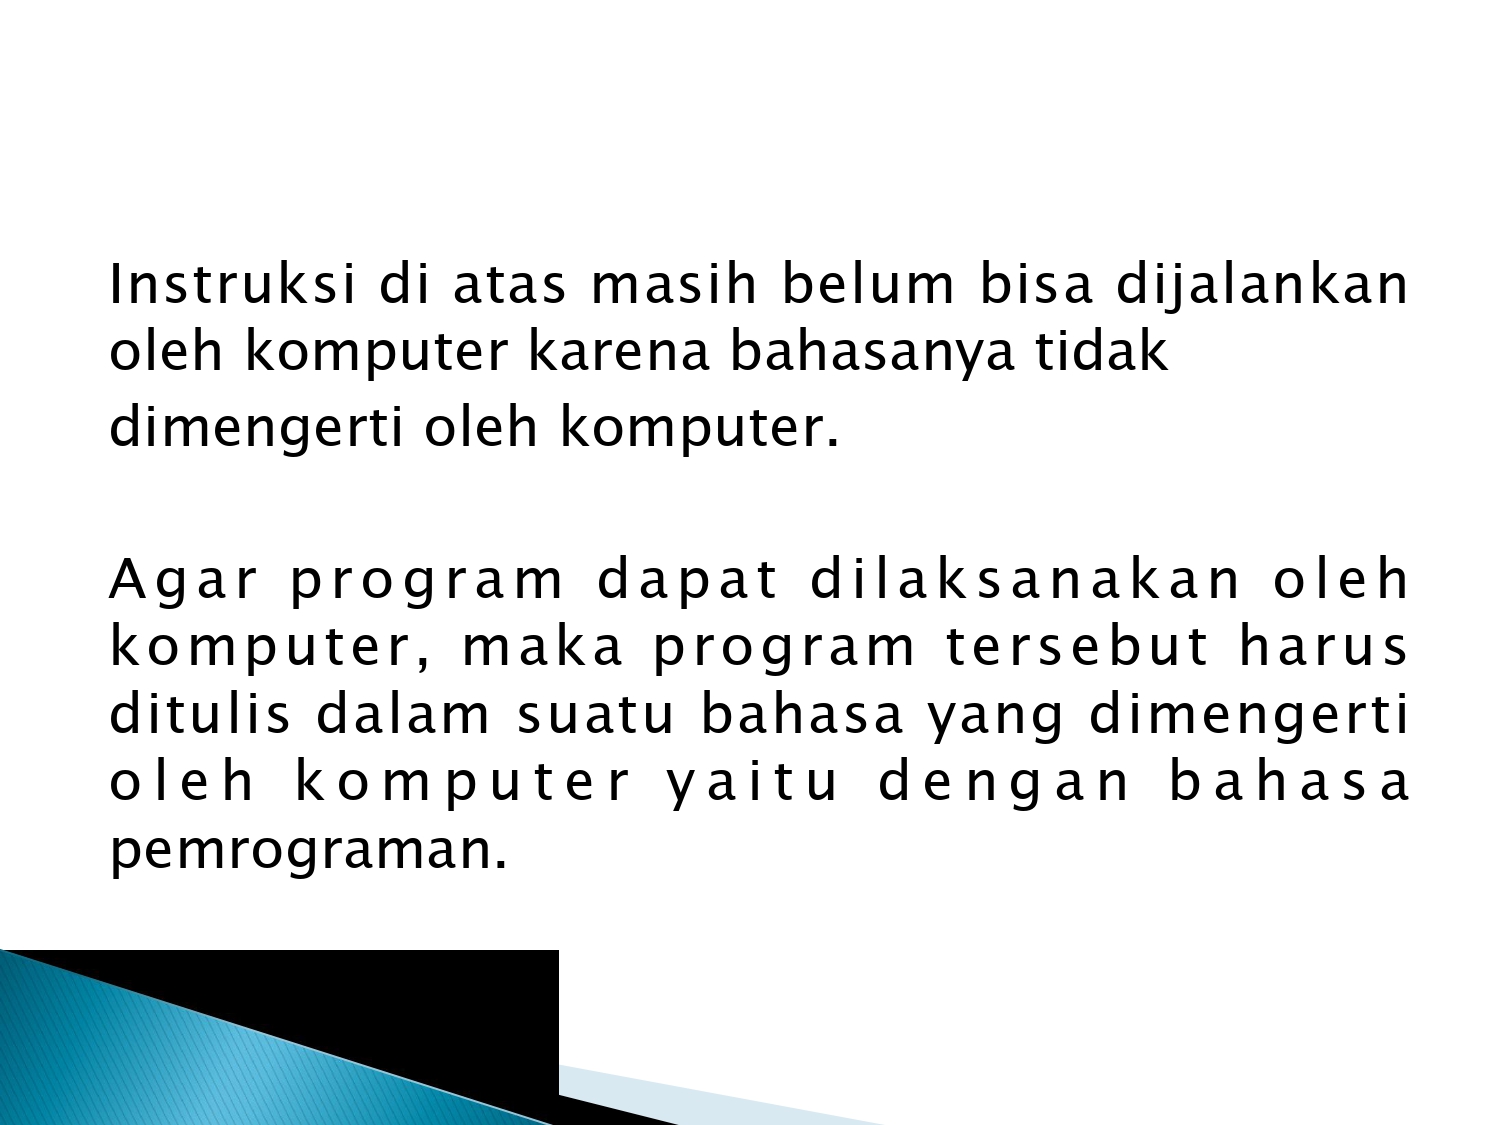 Instruksi di atas masih belum bisa dijalankan
oleh komputer karena bahasanya tidak
dimengerti oleh komputer.
Agar program dapat dilaksanakan oleh
komputer, maka program tersebut harus
ditulis dalam suatu bahasa yang dimengerti
oleh komputer yaitu dengan bahasa
pemrograman.